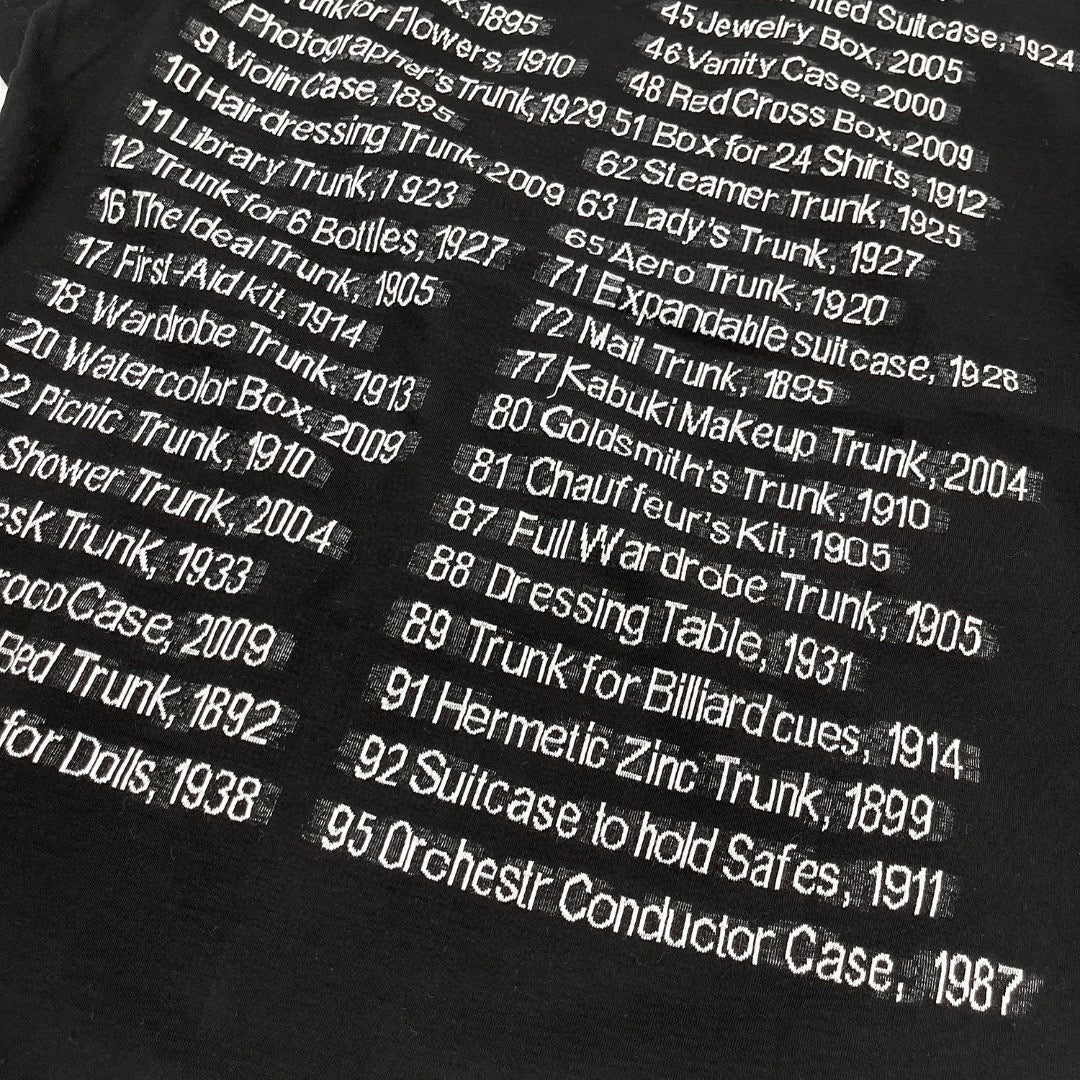 1895
Trunk for Flowers, 1910
Photographer's Trunk, 1929
9 Violin Case, 1895
10 Hairdressing Trunk, 2009
11 Library Trunk, 1923
12 Trunk for 6 Bottles, 1927
16 The Ideal Trunk, 1905
17 First-Aid kit, 1914
18 Wardrobe Trunk, 1913
20 Watercolor Box, 2009
22 Picnic Trunk, 1910
Shower Trunk, 2004
esk Trunk, 1933
roco Case, 2009
Bed Trunk, 1892
for Dolls, 1938
Suitcase, 1924
45 Jewelry Box, 2005
46 Vanity Case, 2000
48 Red Cross Box, 2009
51 Box for 24 Shirts, 1912
62 Steamer Trunk, 1925
63 Lady's Trunk, 1927
65 Aero Trunk, 1920
71 Expandable suitcase, 1928
72 Mail Trunk, 1895
77 Kabuki Makeup Trunk, 2004
80 Goldsmith's Trunk, 1910
81 Chauffeur's Kit, 1905
87 Full Wardrobe Trunk, 1905
88 Dressing Table, 1931
89 Trunk for Billiard cues, 1914
91 Hermetic Zinc Trunk, 1899
92 Suitcase to hold Safes, 1911
95 Orchestr Conductor Case, 1987